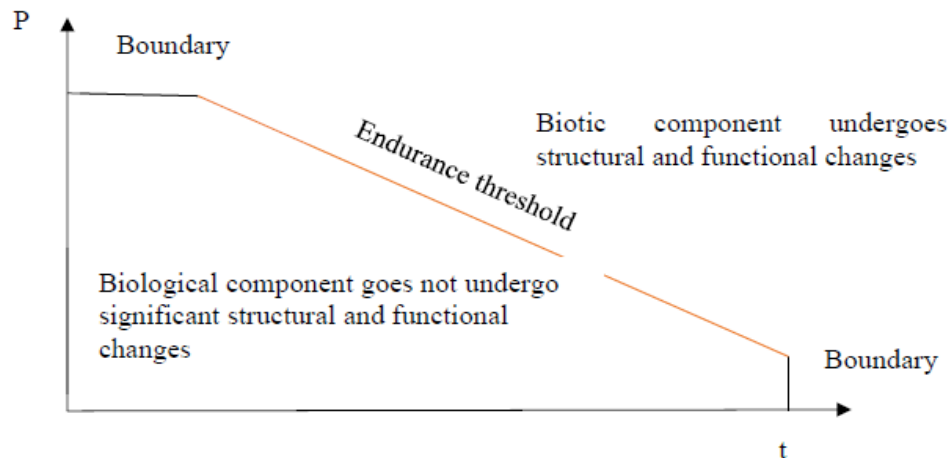 P
Boundary
Endurance threshold
Biotic component undergoes
structural and functional changes
Biological component goes not undergo
significant structural and functional
changes
Boundary
t